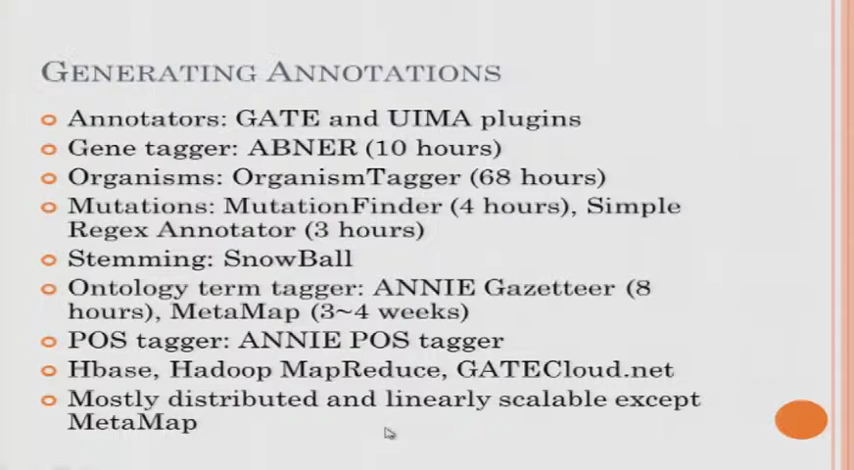 GENERATING ANNOTATIONS
Annotators: GATE and UIMA plugins
Gene tagger: ABNER (10 hours)
Organisms: OrganismTagger (68 hours)
Mutations: MutationFinder (4 hours), Simple
Regex Annotator (3 hours)
Stemming: SnowBall
Ontology term tagger: ANNIE Gazetteer (8
hours), MetaMap (3~4 weeks)
POS tagger: ANNIE POS tagger
Hbase, Hadoop MapReduce, GATECloud.net
Mostly distributed and linearly scalable except
MetaMap